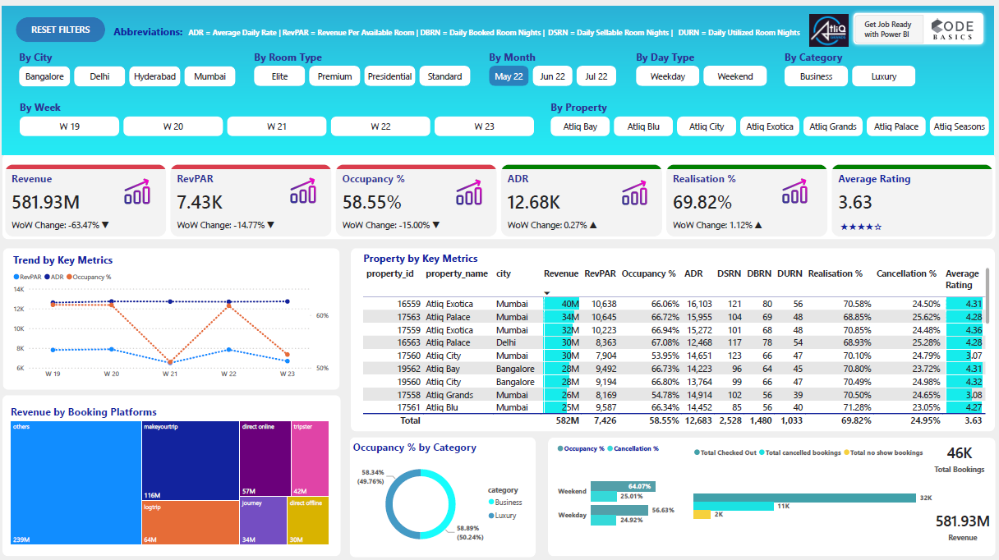 RESET FILTERS
Abbreviations: ADR = Average Daily Rate | RevPAR = Revenue Per Available Room | DBRN = Daily Booked Room Nights | DSRN = Daily Sellable Room Nights | DURN = Daily Utilized Room Nights
AtliQ
GRANDS
Get Job Ready
with Power BI
CODE
BASICS
By City
Bangalore Delhi Hyderabad Mumbai
By Room Type
Elite Premium Presidential Standard
By Month
May 22 Jun 22 Jul 22
By Day Type
Weekday Weekend
By Category
Business Luxury
By Week
W 19 W 20 W 21 W 22 W 23
By Property
Atliq Bay Atliq Blu Atliq City Atliq Exotica Atliq Grands Atliq Palace Atliq Seasons
Revenue
581.93M
WoW Change: -63.47% ▼
RevPAR
7.43K
WoW Change: -14.77% ▼
Occupancy %
58.55%
WoW Change: -15.00% ▼
ADR
12.68K
WoW Change: 0.27% ▲
Realisation %
69.82%
WoW Change: 1.12% ▲
Average Rating
3.63
★★★★☆
Trend by Key Metrics
RevPAR ADR Occupancy %
14K
12K
10K
8K
6K
60%
50%
W 19 W 20 W 21 W 22 W 23
Property by Key Metrics
property_id property_name city Revenue RevPAR Occupancy % ADR DSRN DBRN DURN Realisation % Cancellation % Average Rating
16559 Atliq Exotica Mumbai 40M 10,638 66.06% 16,103 121 80 56 70.58% 24.50% 4.31
17563 Atliq Palace Mumbai 34M 10,645 66.72% 15,955 104 69 48 68.85% 25.62% 4.28
17559 Atliq Exotica Mumbai 32M 10,223 66.94% 15,272 101 68 48 70.85% 24.48% 4.36
16563 Atliq Palace Delhi 30M 8,363 67.08% 12,468 117 78 54 68.93% 25.28% 4.28
17560 Atliq City Mumbai 30M 7,904 53.95% 14,651 123 66 47 70.10% 24.79% 3.07
19562 Atliq Bay Bangalore 28M 9,492 66.73% 14,223 96 64 45 70.80% 23.72% 4.31
19560 Atliq City Bangalore 28M 9,194 66.80% 13,764 99 66 47 70.49% 24.98% 4.32
17558 Atliq Grands Mumbai 26M 8,169 54.78% 14,914 102 56 39 70.50% 24.65% 3.08
17561 Atliq Blu Mumbai 25M 9,587 66.34% 14,452 85 56 40 71.28% 23.05% 4.27
Total 582M 7,426 58.55% 12,683 2,528 1,480 1,033 69.82% 24.95% 3.63
Revenue by Booking Platforms
others
239M
makeyourtrip
116M
logtrip
64M
direct online
57M
tripster
42M
journey
34M
direct offline
30M
Occupancy % by Category
58.34%
(49.76%)
58.89%
(50.24%)
category
Business
Luxury
Occupancy % Cancellation %
Weekend
64.07%
25.01%
Weekday
56.63%
24.92%
Total Checked Out Total cancelled bookings Total no show bookings
32K
11K
2K
46K
Total Bookings
581.93M
Revenue